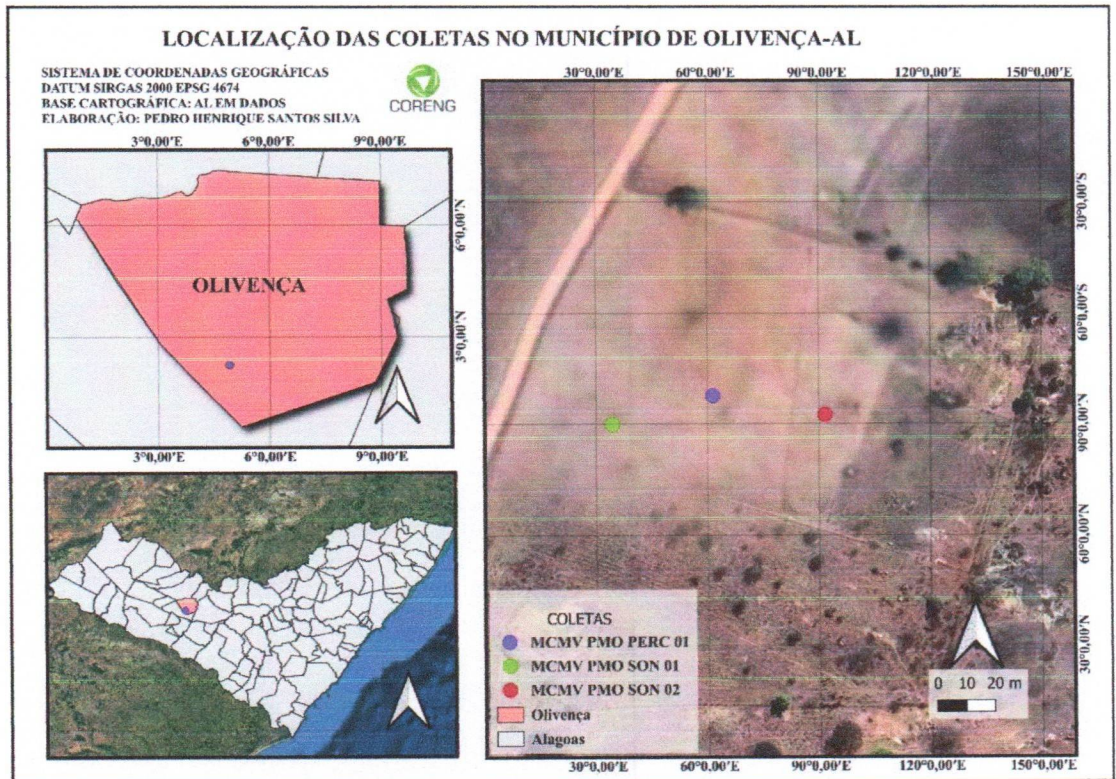 LOCALIZAÇÃO DAS COLETAS NO MUNICÍPIO DE OLIVENÇA-AL
SISTEMA DE COORDENADAS GEOGRÁFICAS
DATUM SIRGAS 2000 EPSG 4674
BASE CARTOGRÁFICA: AL EM DADOS
ELABORAÇÃO: PEDRO HENRIQUE SANTOS SILVA
CORENG
3°0,00'E 6°0,00'E 9°0,00'E
6°0,00'N
3°0,00'N
OLIVENÇA
3°0,00'E 6°0,00'E 9°0,00'E
30°0,00'E 60°0,00'E 90°0,00'E 120°0,00'E 150°0,00'E
30°0,00'S
60°0,00'S
90°0,00'N
60°0,00'N
30°0,00'N
COLETAS
MCMV PMO PERC 01
MCMV PMO SON 01
MCMV PMO SON 02
Olivença
Alagoas
0 10 20 m
30°0,00'E 60°0,00'E 90°0,00'E 120°0,00'E 150°0,00'E